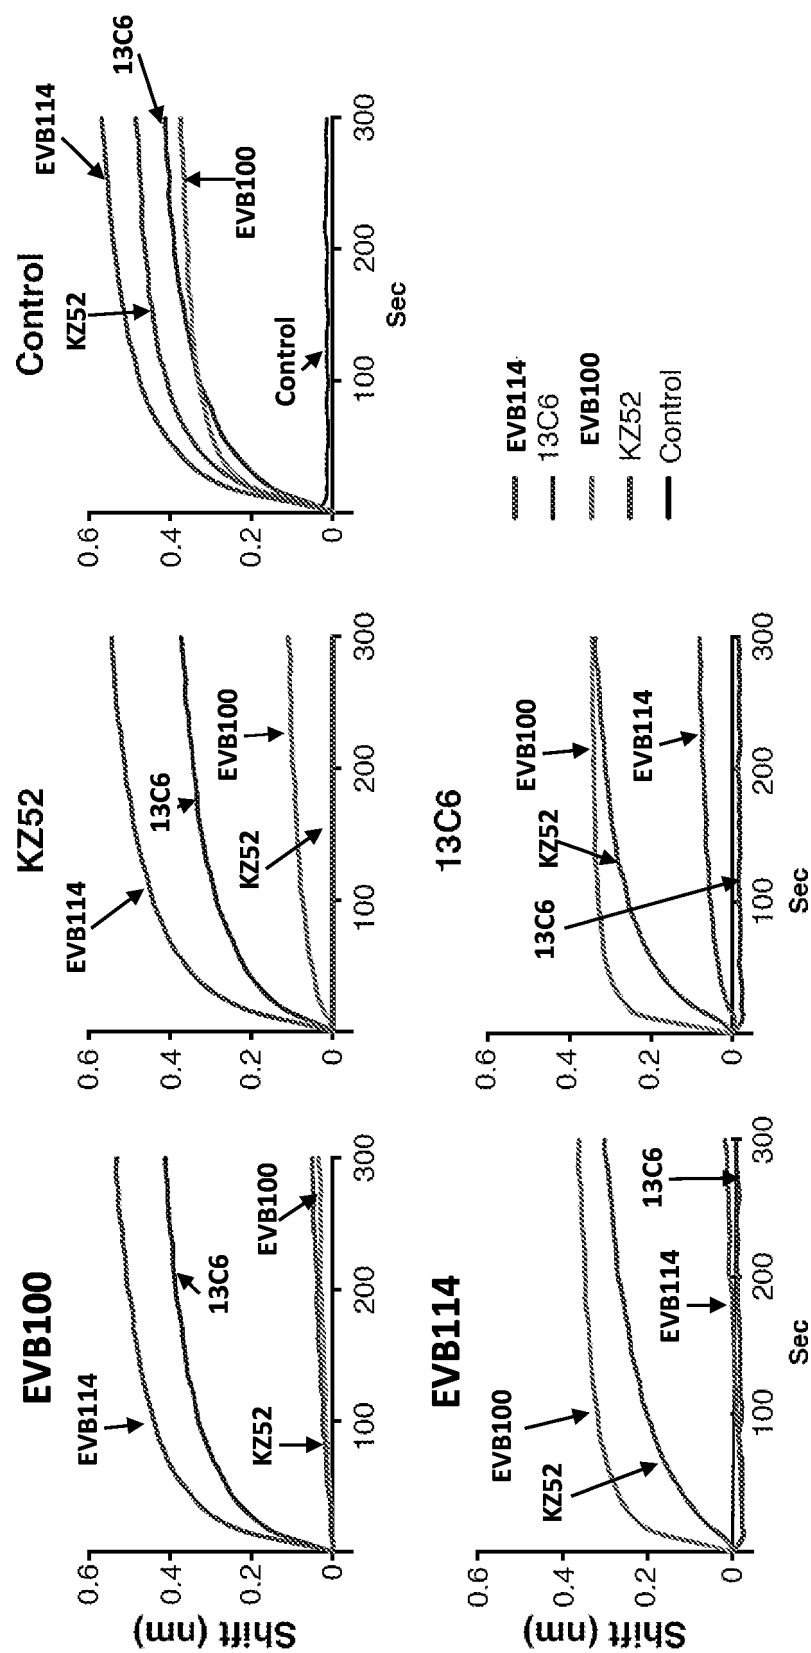 EVB100
Shift (nm)
0.6
0.4
0.2
0
100
200
300
EVB114
13C6
KZ52
EVB100
KZ52
0.6
0.4
0.2
0
100
200
300
EVB114
13C6
EVB100
KZ52
Control
0.6
0.4
0.2
0
100
200
300
Sec
EVB114
KZ52
13C6
EVB100
Control
EVB114
Shift (nm)
0.6
0.4
0.2
0
100
200
300
Sec
EVB100
KZ52
EVB114
13C6
13C6
0.6
0.4
0.2
0
100
200
300
Sec
EVB100
KZ52
13C6
EVB114
EVB114
13C6
EVB100
KZ52
Control